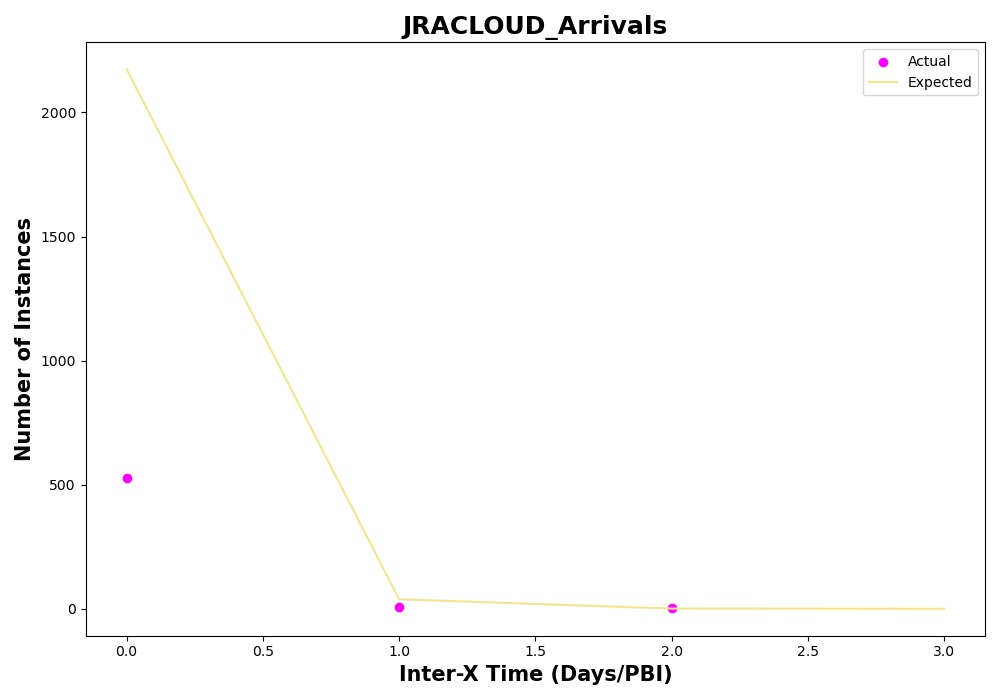 JRACLOUD_Arrivals
Actual
Expected
Number of Instances
2000
1500
1000
500
0
0.0
0.5
1.0
1.5
2.0
2.5
3.0
Inter-X Time (Days/PBI)